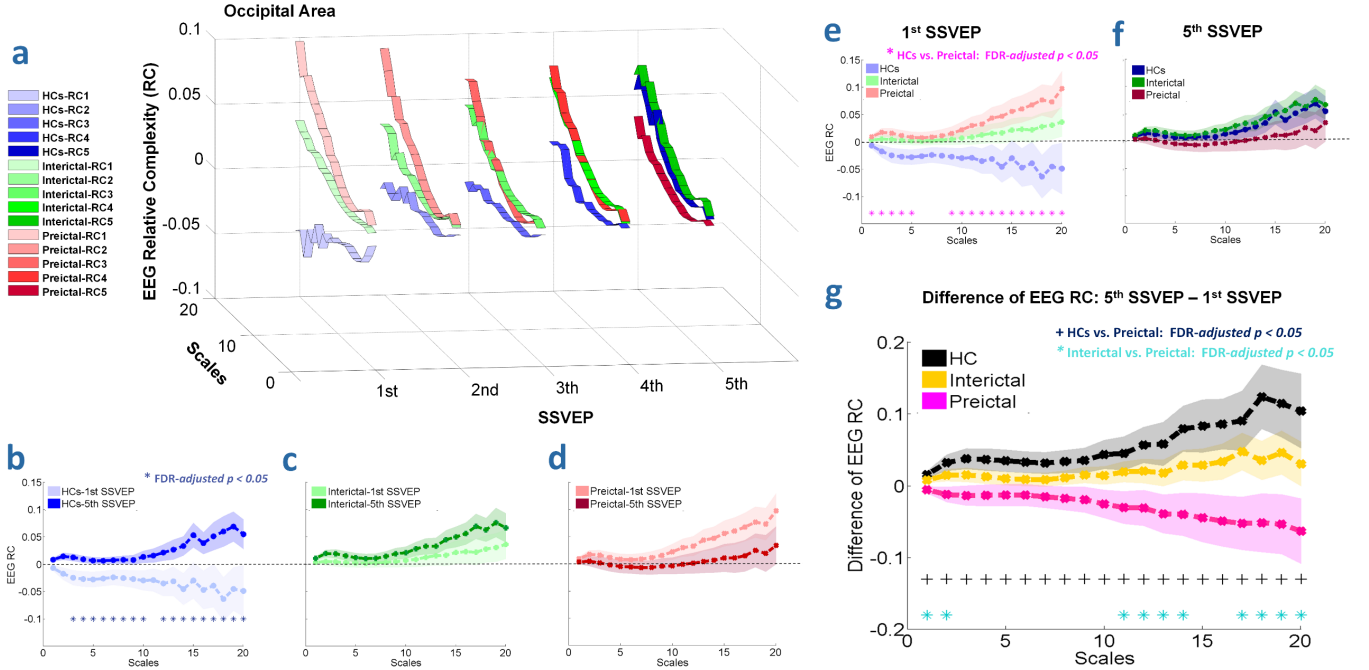 Occipital Area
a
HCs-RC1
HCs-RC2
HCs-RC3
HCs-RC4
HCs-RC5
Interictal-RC1
Interictal-RC2
Interictal-RC3
Interictal-RC4
Interictal-RC5
Preictal-RC1
Preictal-RC2
Preictal-RC3
Preictal-RC4
Preictal-RC5
EEG Relative Complexity (RC)
0.1
0.05
0
-0.05
-0.1
20
10
0
Scales
1st
2nd
3th
4th
5th
SSVEP
b
* FDR-adjusted p < 0.05
HCs-1st SSVEP
HCs-5th SSVEP
EEG RC
0.15
0.1
0.05
0
-0.05
-0.1
0 5 10 15 20
Scales
c
Interictal-1st SSVEP
Interictal-5th SSVEP
0 5 10 15 20
Scales
d
Preictal-1st SSVEP
Preictal-5th SSVEP
0 5 10 15 20
Scales
e
1st SSVEP
* HCs vs. Preictal: FDR-adjusted p < 0.05
HCs
Interictal
Preictal
EEG RC
0.15
0.1
0.05
0
-0.05
-0.1
0 5 10 15 20
Scales
f
5th SSVEP
HCs
Interictal
Preictal
0 5 10 15 20
Scales
g
Difference of EEG RC: 5th SSVEP – 1st SSVEP
+ HCs vs. Preictal: FDR-adjusted p < 0.05
* Interictal vs. Preictal: FDR-adjusted p < 0.05
HC
Interictal
Preictal
Difference of EEG RC
0.2
0.1
0
-0.1
-0.2
0 5 10 15 20
Scales